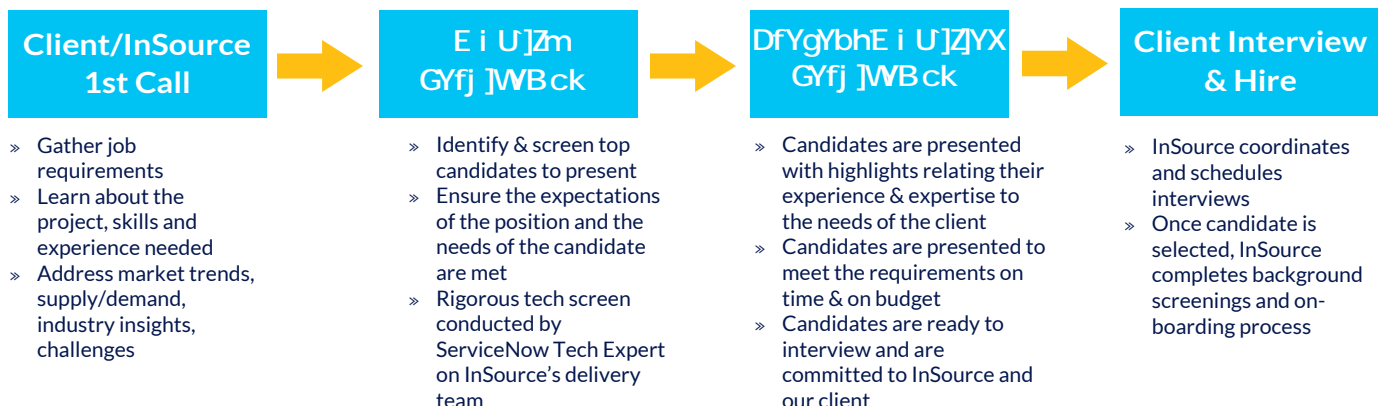 Client/InSource
1st Call
» Gather job
requirements
» Learn about the
project, skills and
experience needed
» Address market trends,
supply/demand,
industry insights,
challenges
» Identify & screen top
candidates to present
» Ensure the expectations
of the position and the
needs of the candidate
are met
» Rigorous tech screen
conducted by
ServiceNow Tech Expert
on InSource’s delivery
team
» Candidates are presented
with highlights relating their
experience & expertise to
the needs of the client
» Candidates are presented to
meet the requirements on
time & on budget
» Candidates are ready to
interview and are
committed to InSource and
our client
Client Interview
& Hire
» InSource coordinates
and schedules
interviews
» Once candidate is
selected, InSource
completes background
screenings and on-
boarding process